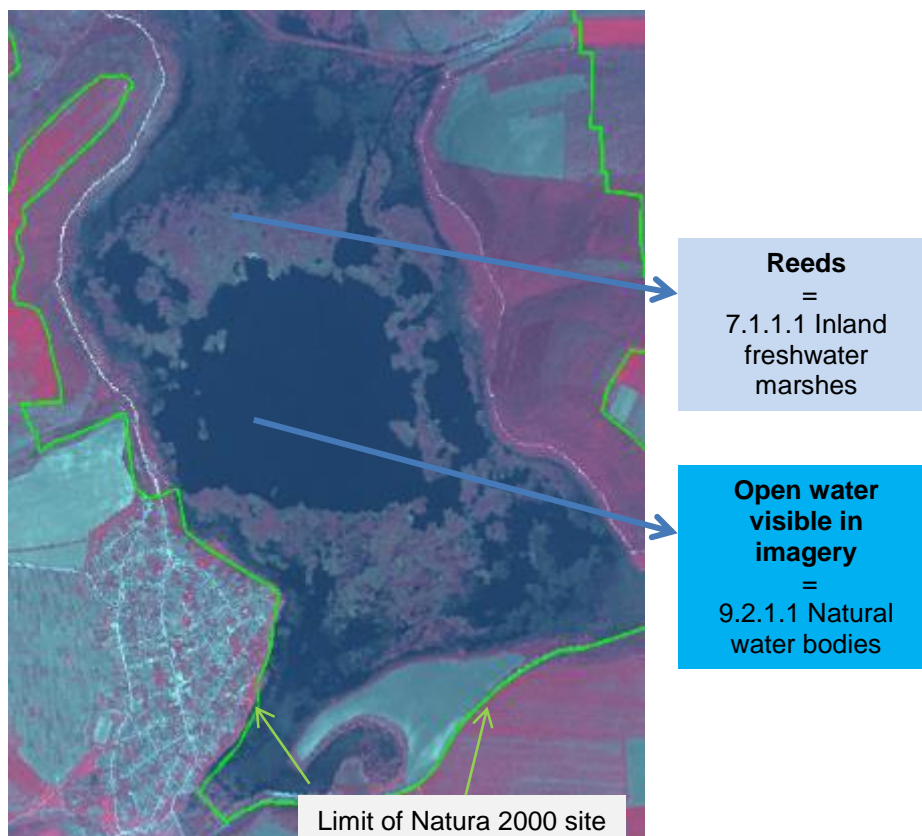 Reeds
=
7.1.1.1 Inland
freshwater
marshes
Open water
visible in
imagery
=
9.2.1.1 Natural
water bodies
Limit of Natura 2000 site